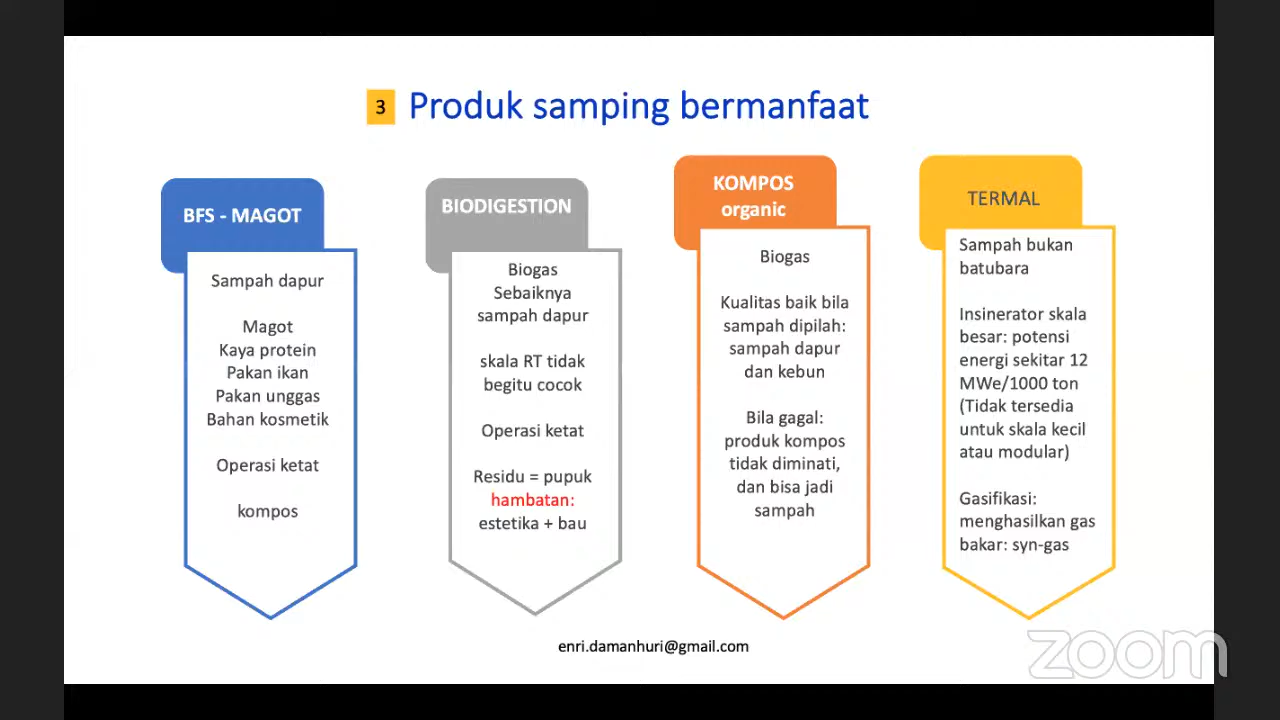 3 Produk samping bermanfaat
BFS - MAGOT
Sampah dapur
Magot
Kaya protein
Pakan ikan
Pakan unggas
Bahan kosmetik
Operasi ketat
kompos
BIODIGESTION
Biogas
Sebaiknya
sampah dapur
skala RT tidak
begitu cocok
Operasi ketat
Residu = pupuk
hambatan:
estetika + bau
KOMPOS
organic
Biogas
Kualitas baik bila
sampah dipilah:
sampah dapur
dan kebun
Bila gagal:
produk kompos
tidak diminati,
dan bisa jadi
sampah
TERMAL
Sampah bukan
batubara
Insinerator skala
besar: potensi
energi sekitar 12
MWe/1000 ton
(Tidak tersedia
untuk skala kecil
atau modular)
Gasifikasi:
menghasilkan gas
bakar: syn-gas
enri.damanhuri@gmail.com
zoom